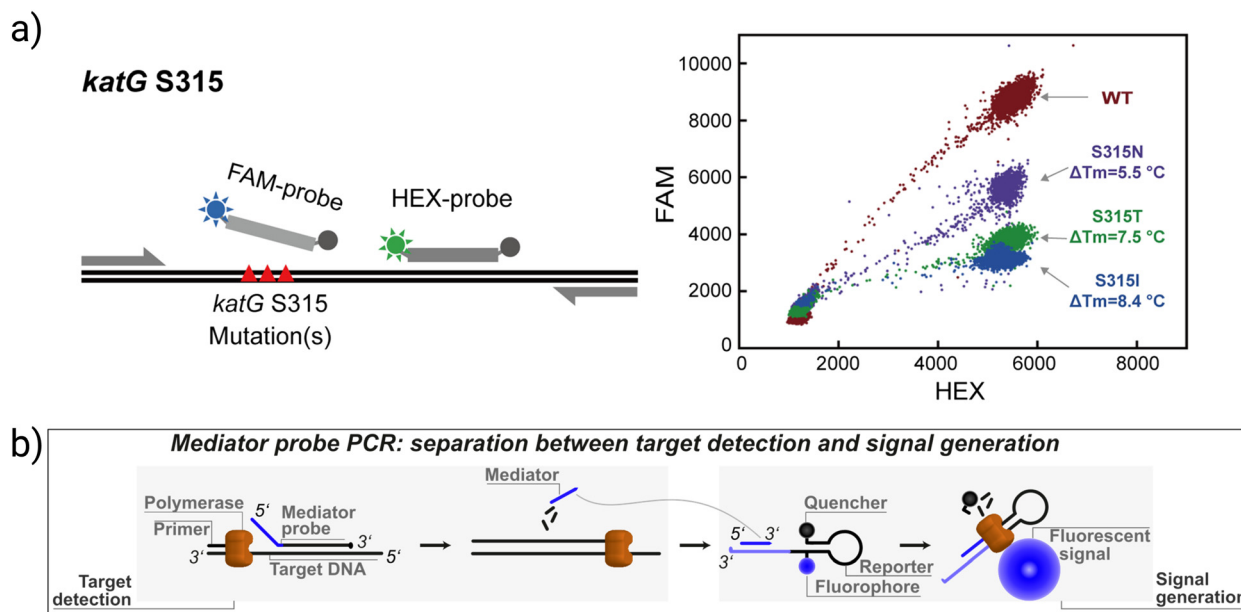 a)
katG S315
FAM-probe
HEX-probe
katG S315
Mutation(s)
FAM
10000
8000
6000
4000
2000
0
WT
S315N
ΔTm=5.5 °C
S315T
ΔTm=7.5 °C
S315I
ΔTm=8.4 °C
0 2000 4000 6000 8000
HEX
b)
Mediator probe PCR: separation between target detection and signal generation
Polymerase
Primer
5‘
Mediator
probe
3‘
3‘
5‘
Target DNA
Target
detection
Mediator
Quencher
5‘ 3‘
3‘
Reporter
Fluorophore
Fluorescent
signal
Signal
generation